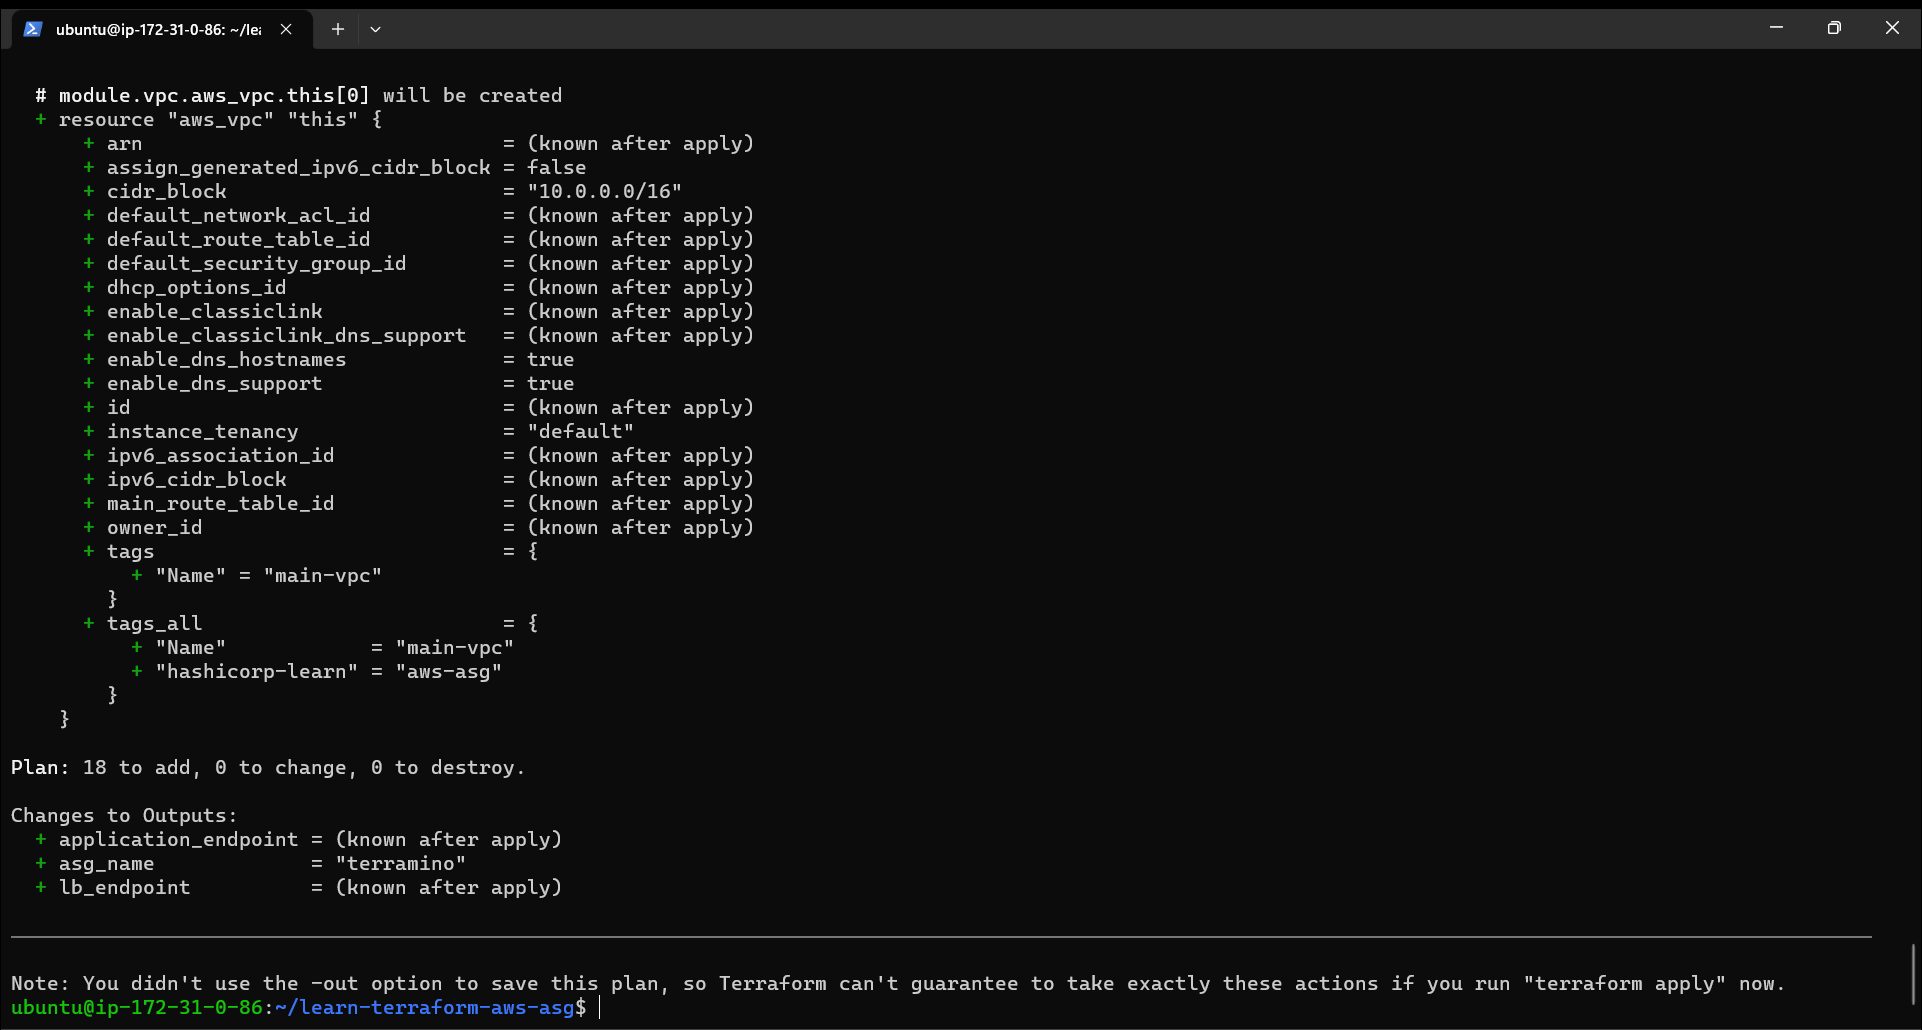 ubuntu@ip-172-31-0-86: ~/lea
# module.vpc.aws_vpc.this[0] will be created
+ resource "aws_vpc" "this" {
+ arn = (known after apply)
+ assign_generated_ipv6_cidr_block = false
+ cidr_block = "10.0.0.0/16"
+ default_network_acl_id = (known after apply)
+ default_route_table_id = (known after apply)
+ default_security_group_id = (known after apply)
+ dhcp_options_id = (known after apply)
+ enable_classiclink = (known after apply)
+ enable_classiclink_dns_support = (known after apply)
+ enable_dns_hostnames = true
+ enable_dns_support = true
+ id = (known after apply)
+ instance_tenancy = "default"
+ ipv6_association_id = (known after apply)
+ ipv6_cidr_block = (known after apply)
+ main_route_table_id = (known after apply)
+ owner_id = (known after apply)
+ tags = {
+ "Name" = "main-vpc"
}
+ tags_all = {
+ "Name" = "main-vpc"
+ "hashicorp-learn" = "aws-asg"
}
}
Plan: 18 to add, 0 to change, 0 to destroy.
Changes to Outputs:
+ application_endpoint = (known after apply)
+ asg_name = "terramino"
+ lb_endpoint = (known after apply)
Note: You didn't use the -out option to save this plan, so Terraform can't guarantee to take exactly these actions if you run "terraform apply" now.
ubuntu@ip-172-31-0-86:~/learn-terraform-aws-asg$